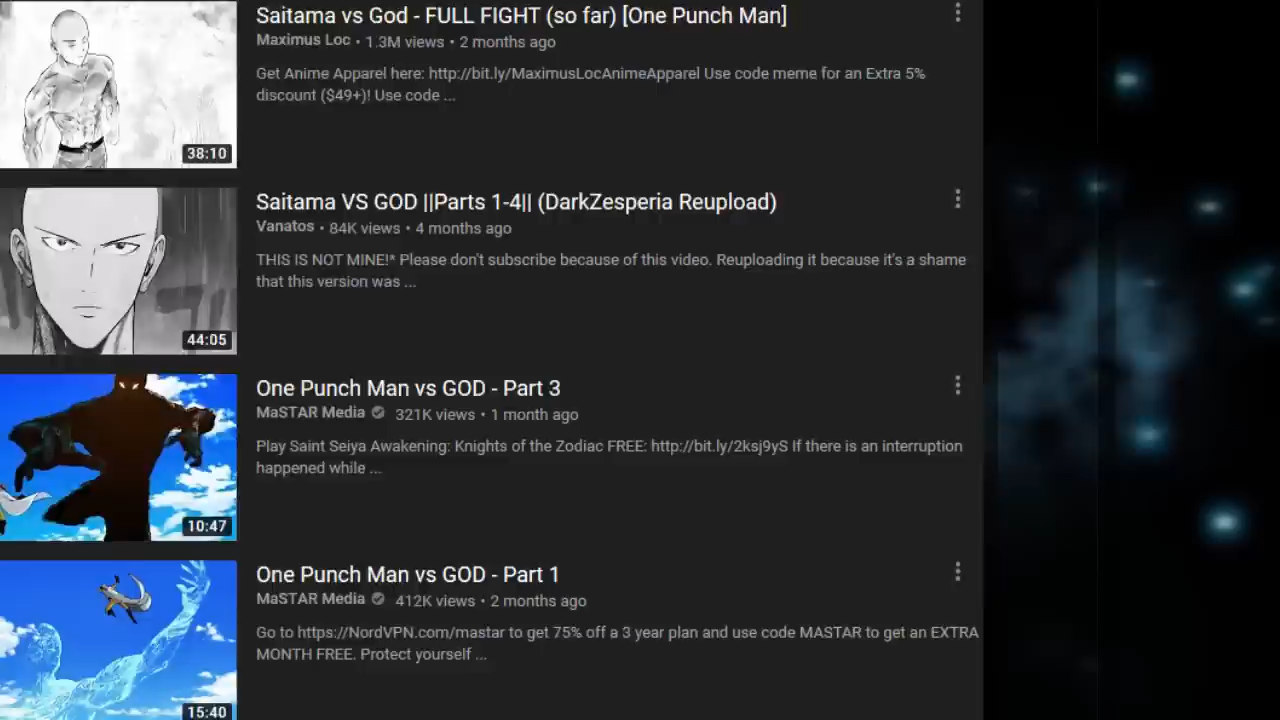 Saitama vs God - FULL FIGHT (so far) [One Punch Man]
Maximus Loc • 1.3M views • 2 months ago
Get Anime Apparel here: http://bit.ly/MaximusLocAnimeApparel Use code meme for an Extra 5%
discount ($49+)! Use code ...
38:10
Saitama VS GOD ||Parts 1-4|| (DarkZesperia Reupload)
Vanatos • 84K views • 4 months ago
THIS IS NOT MINE!* Please don't subscribe because of this video. Reuploading it because it's a shame
that this version was ...
44:05
One Punch Man vs GOD - Part 3
MaSTAR Media 321K views • 1 month ago
Play Saint Seiya Awakening: Knights of the Zodiac FREE: http://bit.ly/2ksj9yS If there is an interruption
happened while ...
10:47
One Punch Man vs GOD - Part 1
MaSTAR Media 412K views • 2 months ago
Go to https://NordVPN.com/mastar to get 75% off a 3 year plan and use code MASTAR to get an EXTRA
MONTH FREE. Protect yourself ...
15:40